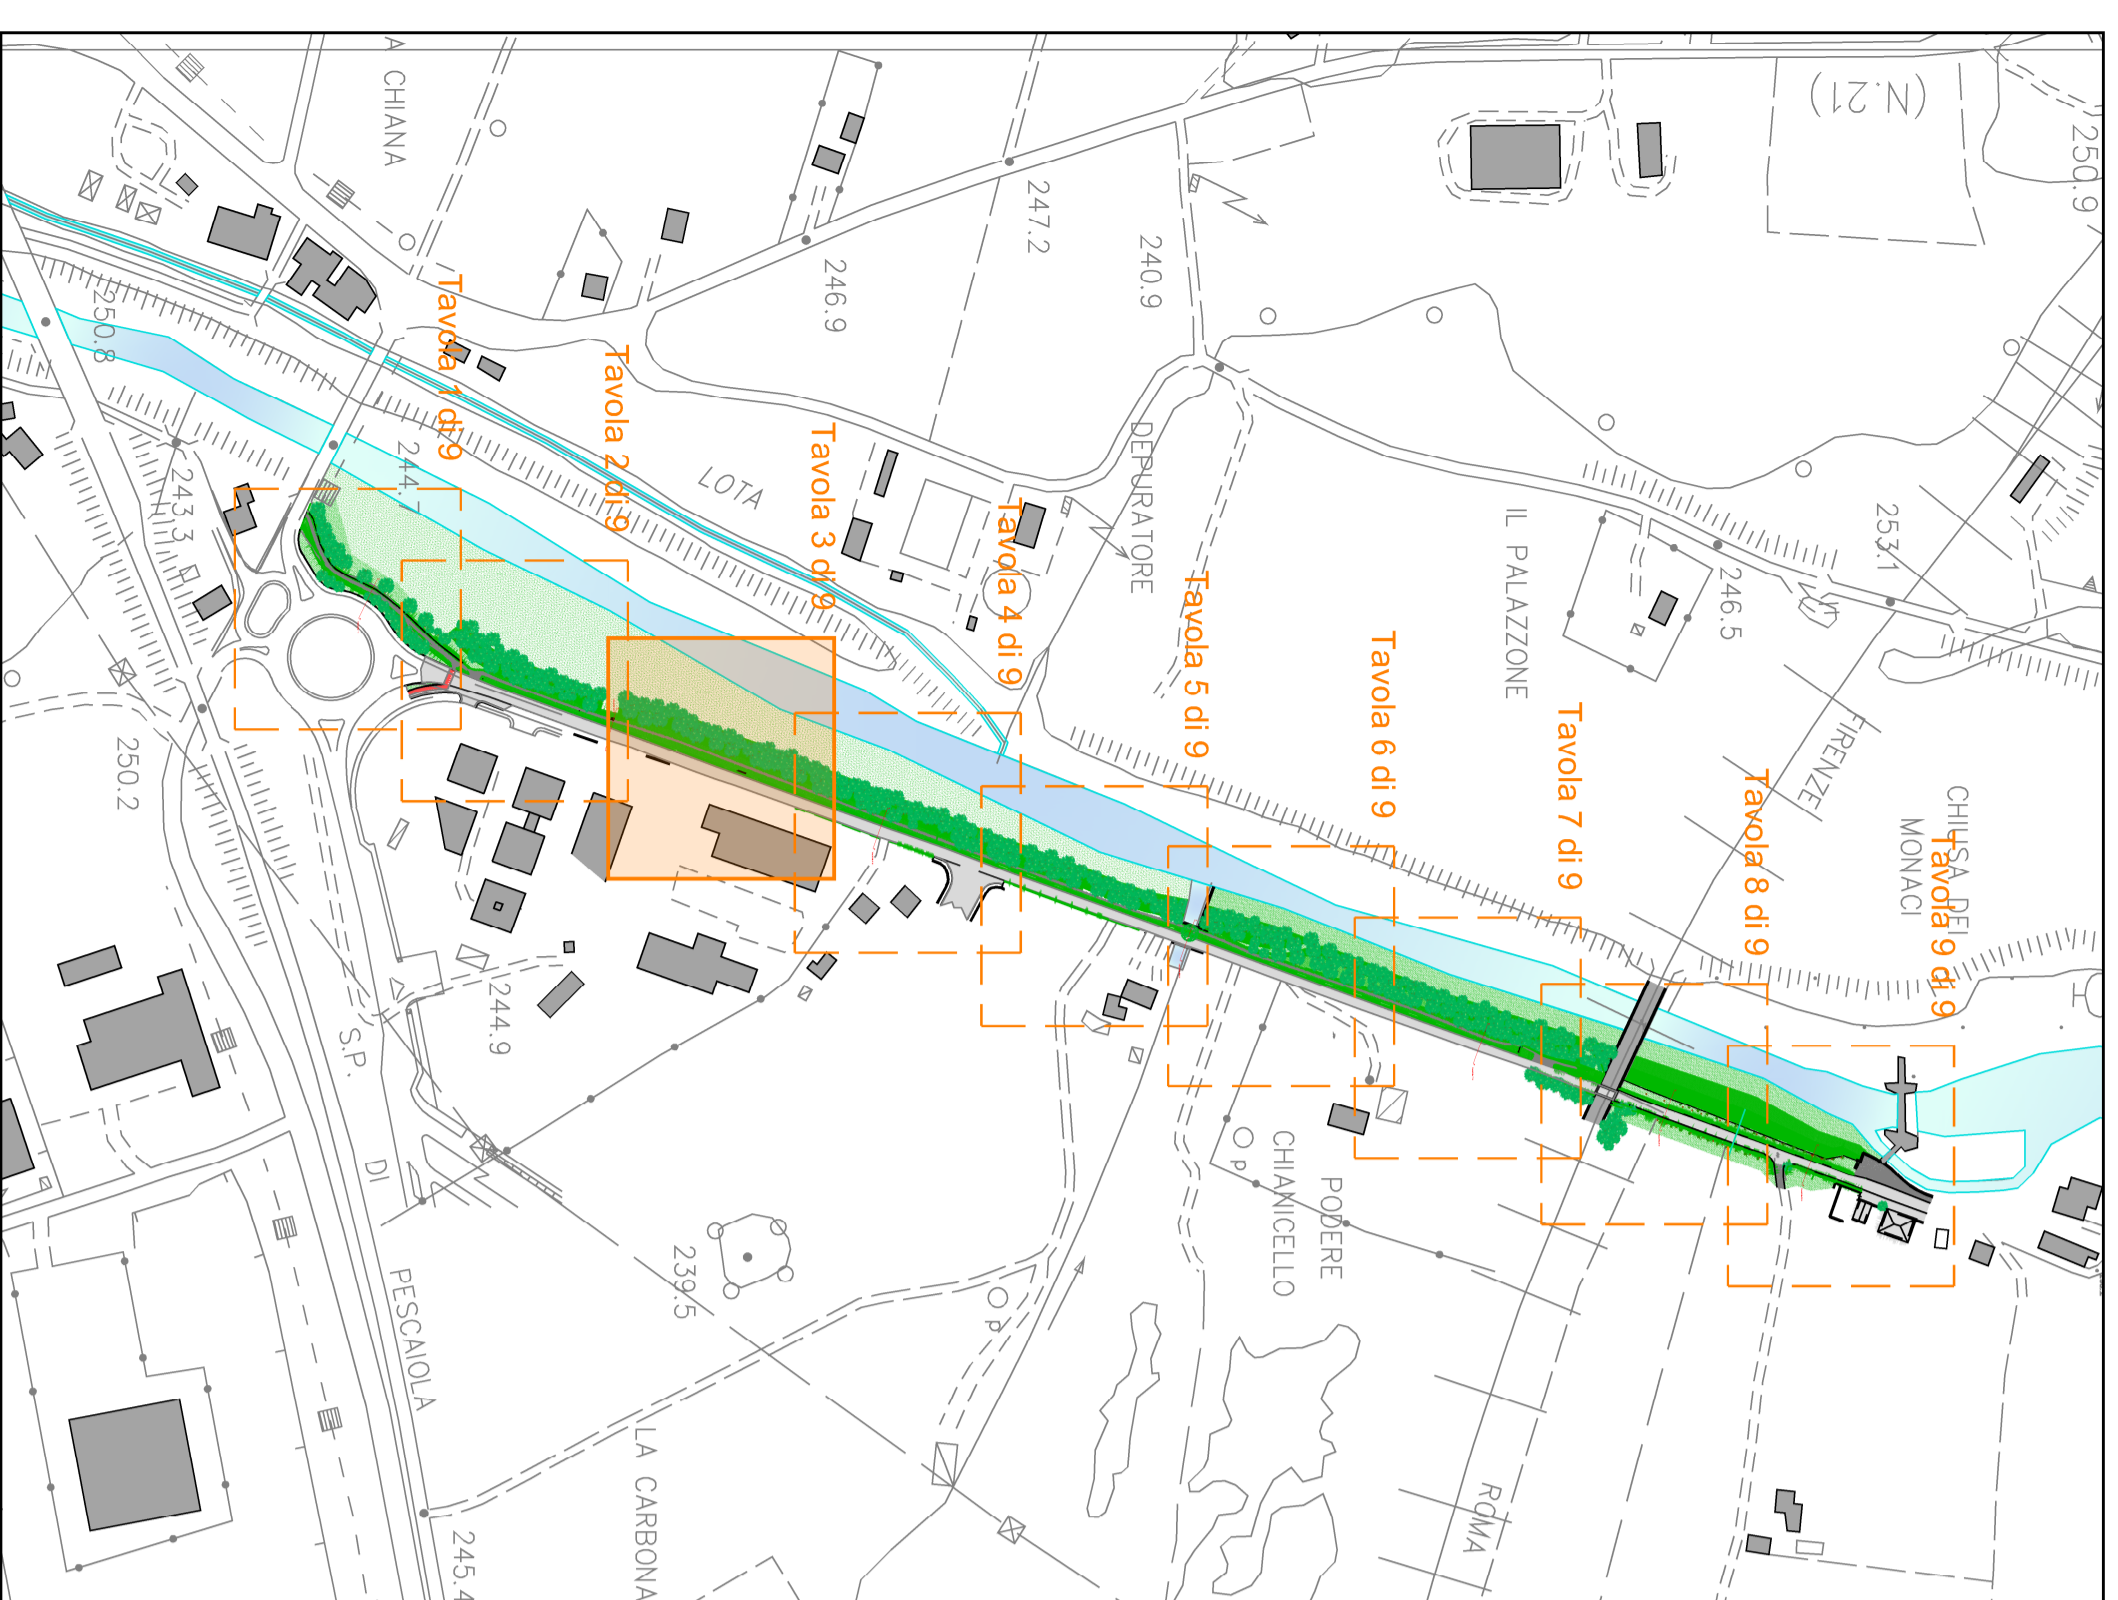 A CHIANA
(N.21)
250.9
247.2
240.9
246.9
250.8
Tavola 1 di 9
Tavola 2 di 9
Tavola 3 di 9
Tavola 4 di 9
Tavola 5 di 9
Tavola 6 di 9
Tavola 7 di 9
Tavola 8 di 9
Tavola 9 di 9
244.
243.3
LOTA
DEPURATORE
IL PALAZZONE
253.1
246.5
FIRENZE
CHIUSA DEI
MONACI
250.2
244.9
S.P.
DI
PESCAIOLA
239.5
p
p
PODERE
CHIANICELLO
LA CARBONA
245.4
ROMA